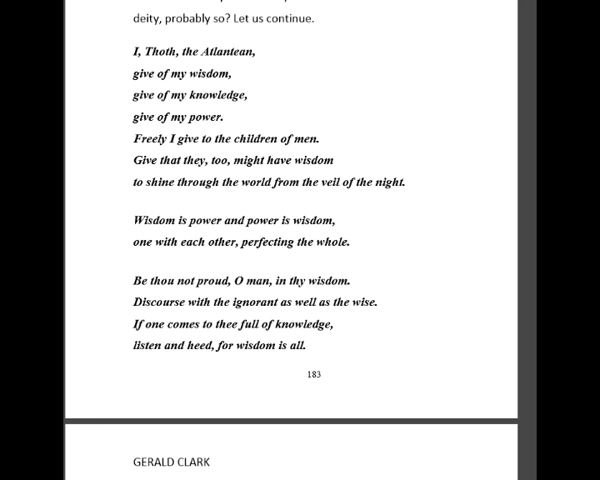 deity, probably so? Let us continue.
I, Thoth, the Atlantean,
give of my wisdom,
give of my knowledge,
give of my power.
Freely I give to the children of men.
Give that they, too, might have wisdom
to shine through the world from the veil of the night.
Wisdom is power and power is wisdom,
one with each other, perfecting the whole.
Be thou not proud, O man, in thy wisdom.
Discourse with the ignorant as well as the wise.
If one comes to thee full of knowledge,
listen and heed, for wisdom is all.
183
GERALD CLARK